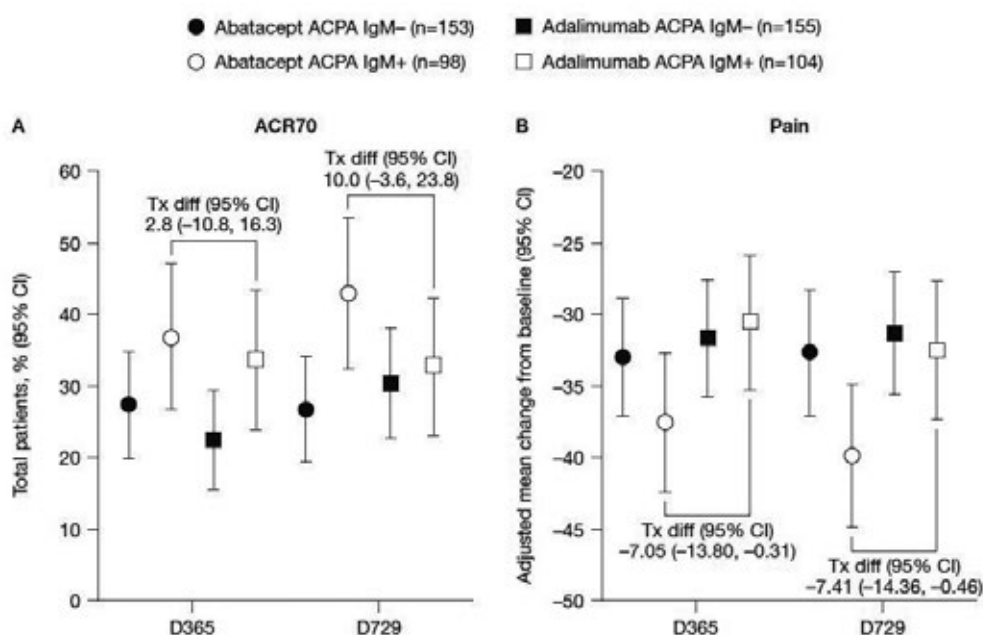 Abatacept ACPA IgM– (n=153)
Adalimumab ACPA IgM– (n=155)
Abatacept ACPA IgM+ (n=98)
Adalimumab ACPA IgM+ (n=104)
A
ACR70
Total patients, % (95% CI)
60
50
40
30
20
10
0
Tx diff (95% CI)
2.8 (–10.8, 16.3)
Tx diff (95% CI)
10.0 (–3.6, 23.8)
D365
D729
B
Pain
Adjusted mean change from baseline (95% CI)
–20
–25
–30
–35
–40
–45
–50
Tx diff (95% CI)
–7.05 (–13.80, –0.31)
Tx diff (95% CI)
–7.41 (–14.36, –0.46)
D365
D729